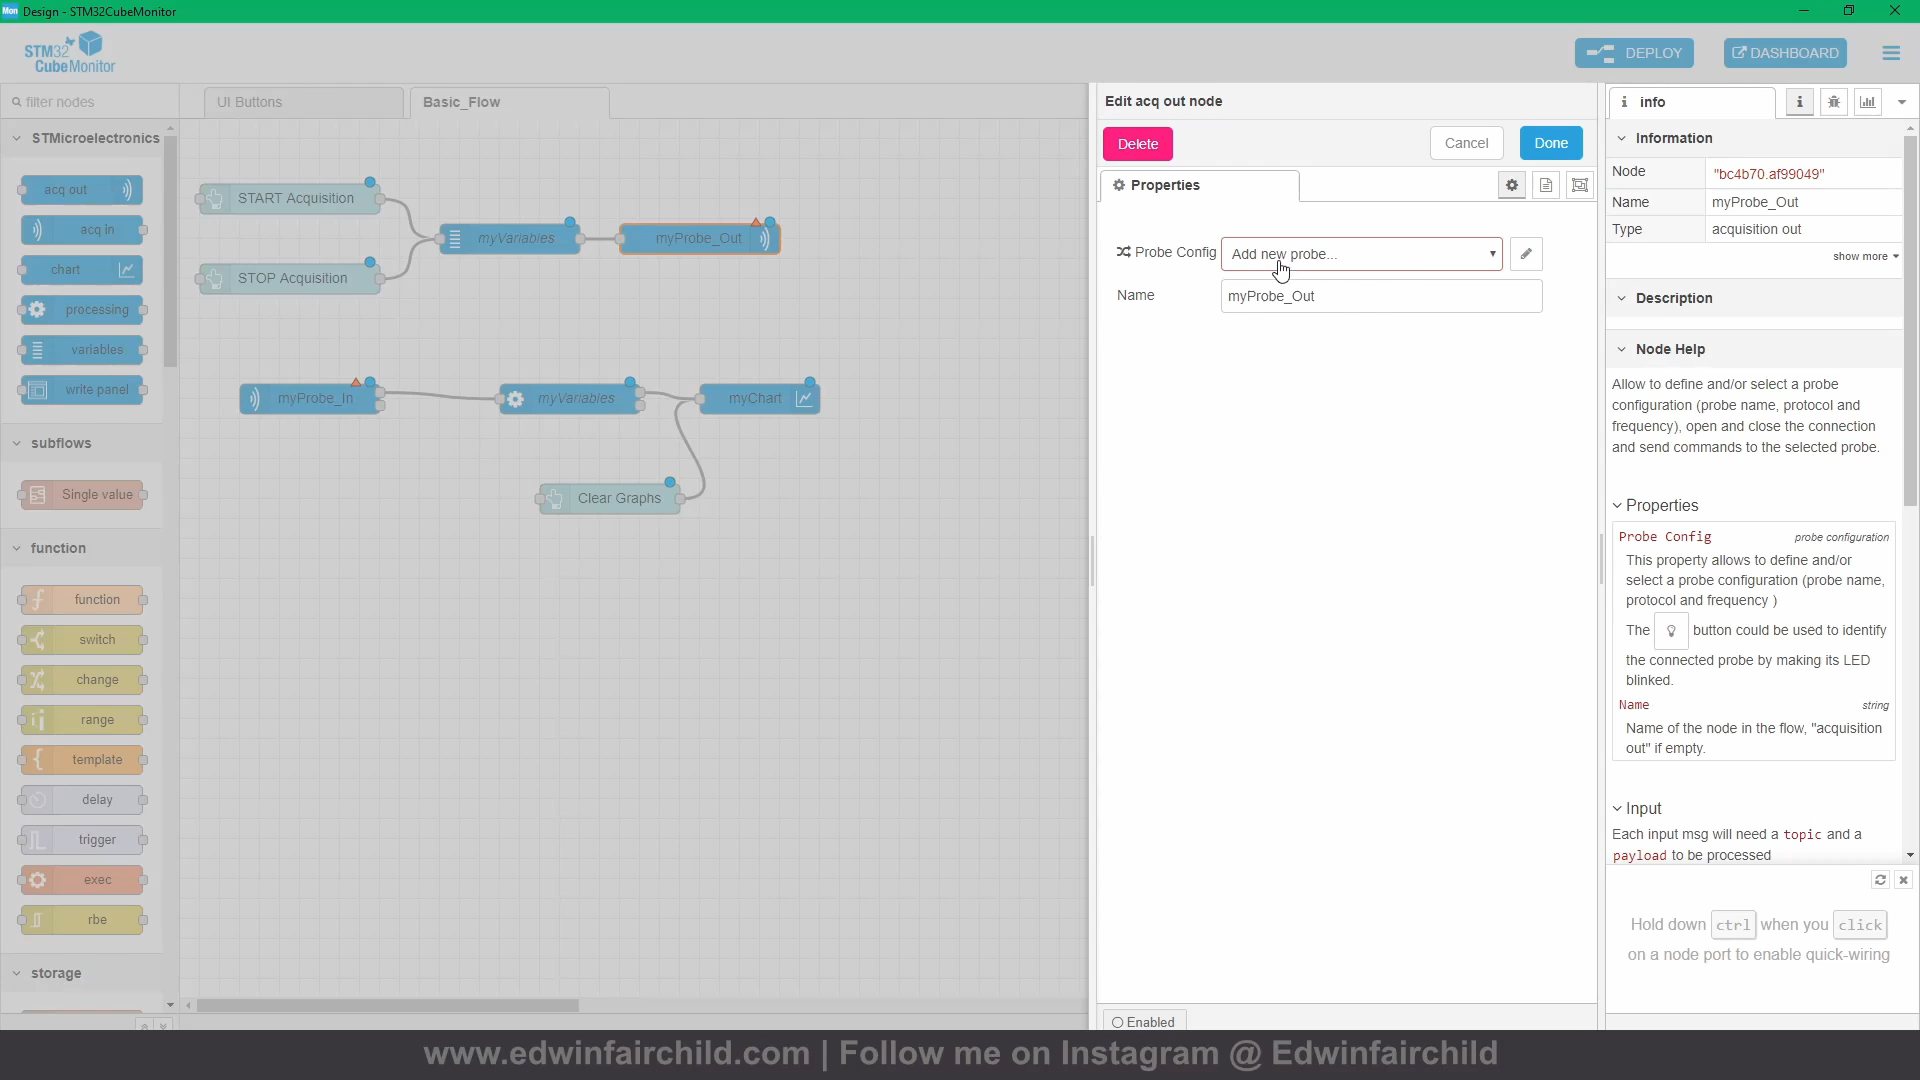 Mon Design - STM32CubeMonitor
STM32
CubeMonitor
DEPLOY
DASHBOARD
filter nodes
UI Buttons
Basic_Flow
STMicroelectronics
acq out
acq in
chart
processing
variables
write panel
subflows
Single value
function
function
switch
change
range
template
delay
trigger
exec
rbe
storage
START Acquisition
STOP Acquisition
myVariables
myProbe_Out
myProbe_In
myVariables
myChart
Clear Graphs
Edit acq out node
Delete
Cancel
Done
Properties
Probe Config
Add new probe...
Name
myProbe_Out
Enabled
i info
i
Information
Node "bc4b70.af99049"
Name myProbe_Out
Type acquisition out
show more
Description
Node Help
Allow to define and/or select a probe
configuration (probe name, protocol and
frequency), open and close the connection
and send commands to the selected probe.
Properties
Probe Config probe configuration
This property allows to define and/or
select a probe configuration (probe name,
protocol and frequency )
The button could be used to identify
the connected probe by making its LED
blinked.
Name string
Name of the node in the flow, "acquisition
out" if empty.
Input
Each input msg will need a topic and a
payload to be processed
Hold down ctrl when you click
on a node port to enable quick-wiring
www.edwinfairchild.com | Follow me on Instagram @ Edwinfairchild